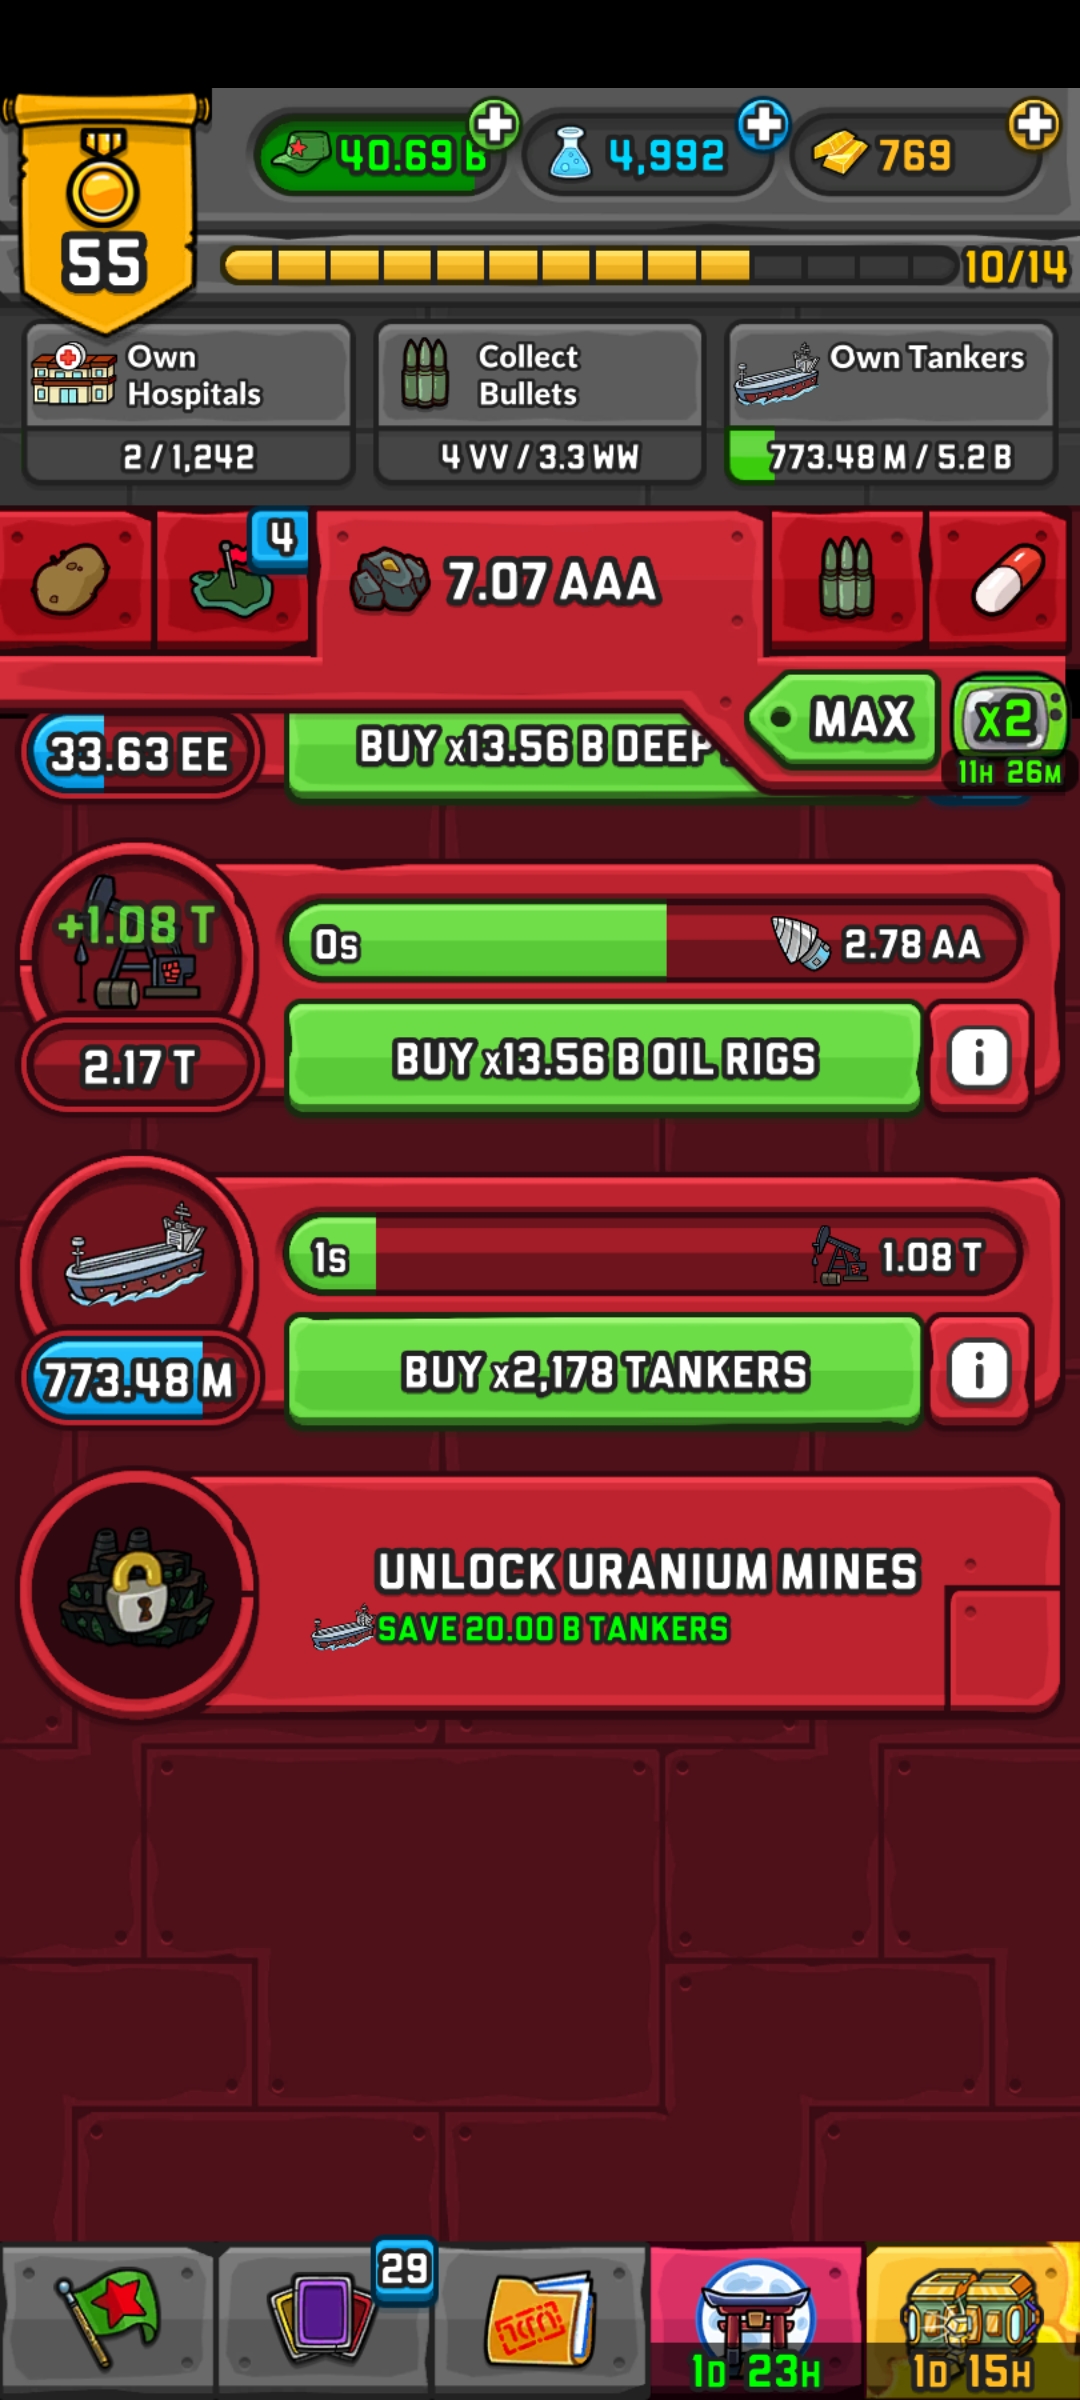 55
40.69 B
4,992
769
10/14
Own
Hospitals
2 / 1,242
Collect
Bullets
4 VV / 3.3 WW
Own Tankers
773.48 M / 5.2 B
4
7.07 AAA
MAX
x2
11H 26M
33.63 EE
BUY x13.56 B DEEP
+1.08 T
0s
2.78 AA
2.17 T
BUY x13.56 B OIL RIGS
i
1s
1.08 T
773.48 M
BUY x2,178 TANKERS
i
UNLOCK URANIUM MINES
SAVE 20.00 B TANKERS
29
1D 23H
1D 15H